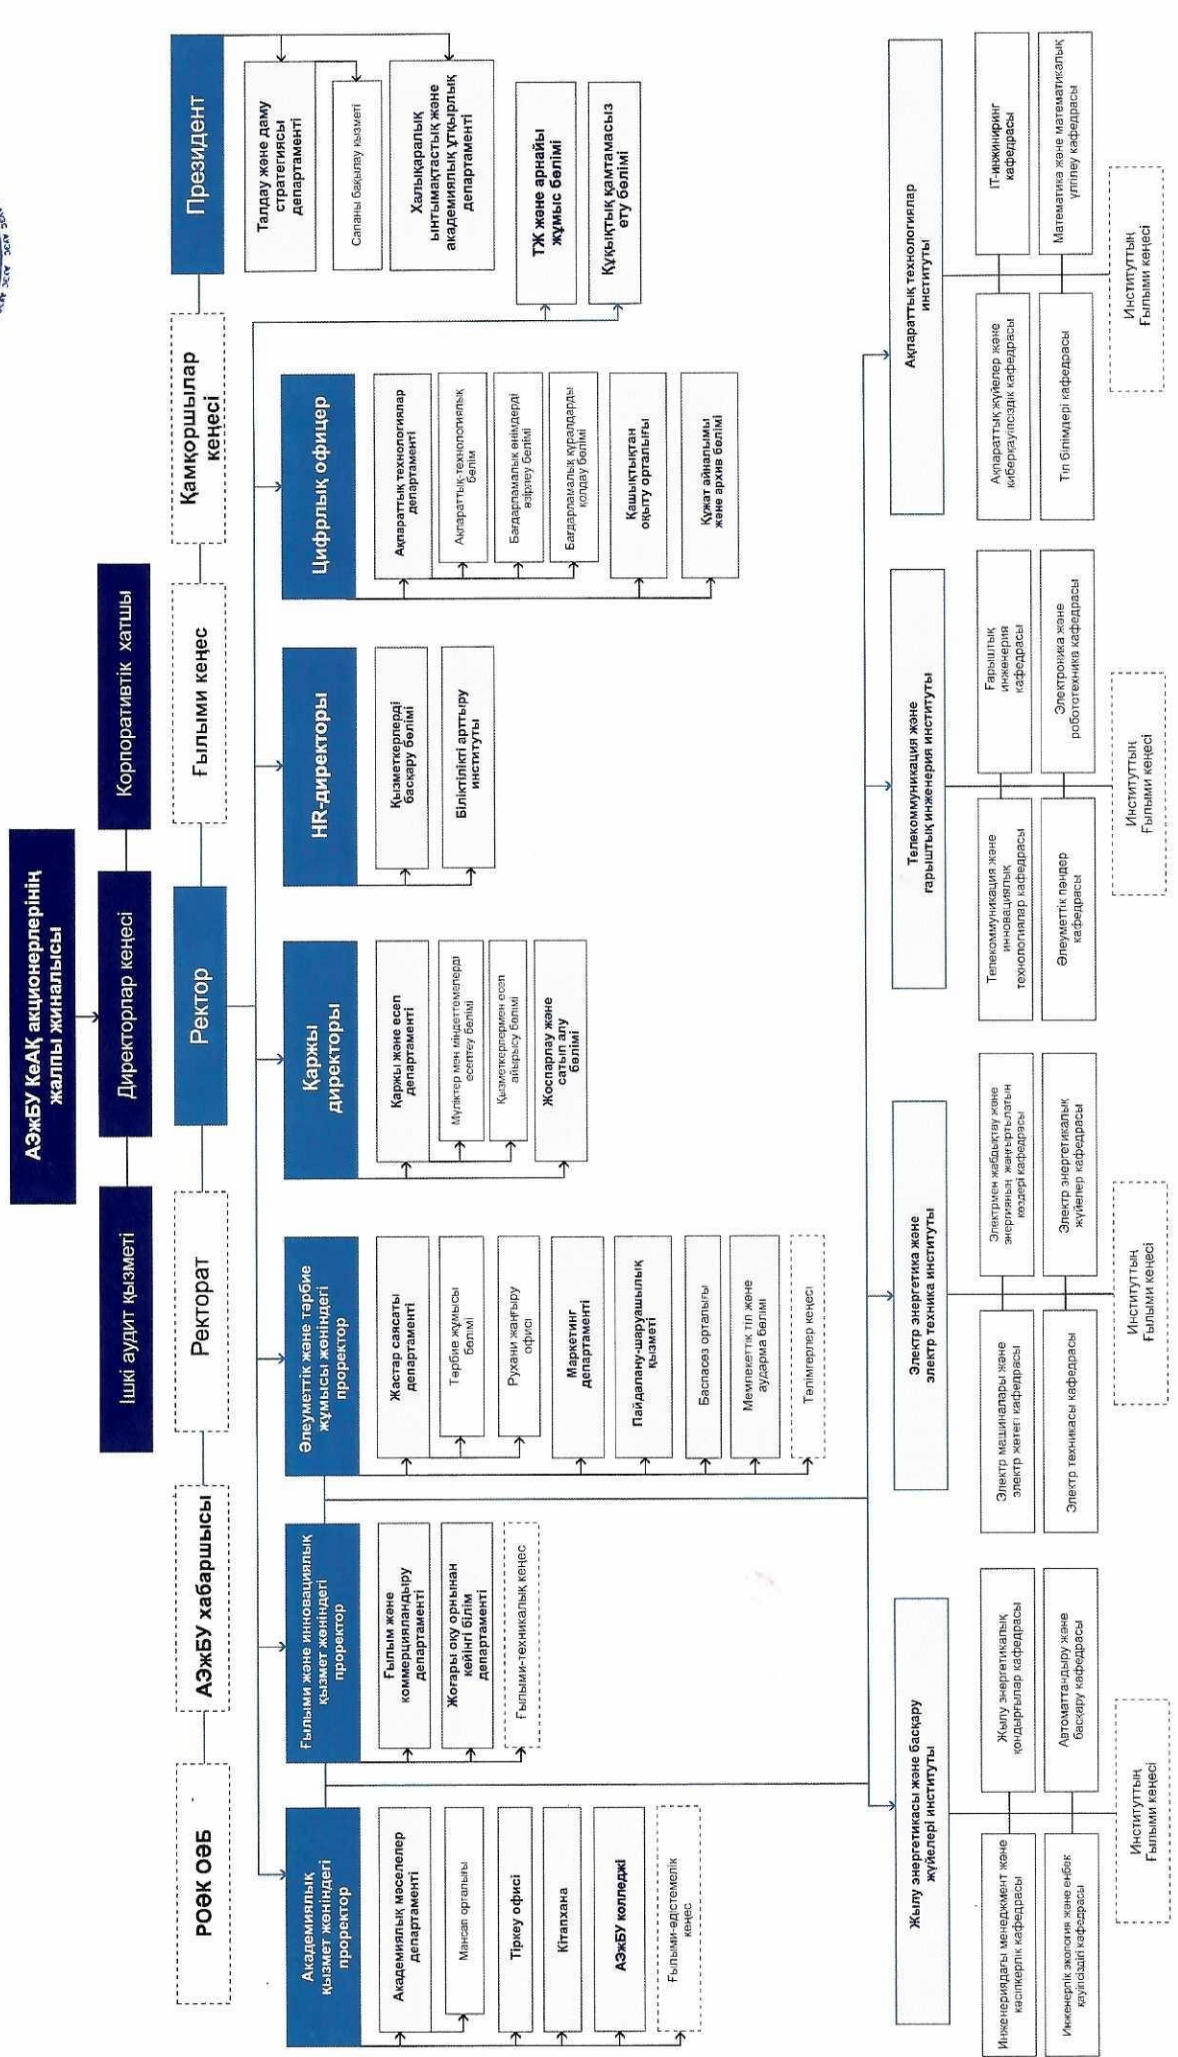 АЭжБУ КеАҚ акционерлерінің
жалпы жиналысы
Ішкі аудит қызметі
Директорлар кеңесі
Корпоративтік хатшы
РОӘК ОӘБ
АЭжБУ хабаршысы
Ректорат
Ректор
Ғылыми кеңес
Қамқоршылар
кеңесі
Президент
Талдау және даму
стратегиясы
департаменті
Сапаны бақылау қызметі
Халықаралық
ынтымақтастық және
академиялық ұтқырлық
департаменті
Академиялық
қызмет жөніндегі
проректор
Академиялық мәселелер
департаменті
Мансап орталығы
Тіркеу офисі
Кітапхана
АЭжБУ колледжі
Ғылыми-әдістемелік
кеңес
Ғылыми және инновациялық
қызмет жөніндегі
проректор
Ғылым және
коммерцияландыру
департаменті
Жоғары оқу орнынан
кейінгі білім
департаменті
Ғылыми-техникалық кеңес
Әлеуметтік және тәрбие
жұмысы жөніндегі
проректор
Жастар саясаты
департаменті
Тәрбие жұмысы
бөлімі
Рухани жаңғыру
офисі
Маркетинг
департаменті
Пайдалану-шаруашылық
қызметі
Баспасөз орталығы
Мемлекеттік тіл және
аударма бөлімі
Тәлімгерлер кеңесі
Қаржы
директоры
Қаржы және есеп
департаменті
Мүліктер мен міндеттемелерді
есептеу бөлімі
Қызметкерлермен есеп
айырысу бөлімі
Жоспарлау және
сатып алу
бөлімі
HR-директоры
Қызметкерлерді
басқару бөлімі
Біліктілікті арттыру
институты
Цифрлық офицер
Ақпараттық технологиялар
департаменті
Ақпараттық-технологиялық
бөлім
Бағдарламалық өнімдерді
әзірлеу бөлімі
Бағдарламалық құралдарды
қолдау бөлімі
Қашықтықтан
оқыту орталығы
Құжат айналымы
және архив бөлімі
ТЖ және арнайы
жұмыс бөлімі
Құқықтық қамтамасыз
ету бөлімі
Жылу энергетикасы және басқару
жүйелері институты
Инженериядағы менеджмент және
кәсіпкерлік кафедрасы
Жылу энергетикалық
қондырғылар кафедрасы
Инженерлік экология және еңбек
қауіпсіздігі кафедрасы
Автоматтандыру және
басқару кафедрасы
Институттың
Ғылыми кеңесі
Электр энергетика және
электр техника институты
Электр машиналары және
электр жетегі кафедрасы
Электрмен жабдықтау және
энергияның жаңғыртылатын
көздері кафедрасы
Электр техникасы кафедрасы
Электр энергетикалық
жүйелер кафедрасы
Институттың
Ғылыми кеңесі
Телекоммуникация және
ғарыштық инженерия институты
Телекоммуникация және
инновациялық
технологиялар кафедрасы
Ғарыштық
инженерия
кафедрасы
Әлеуметтік пәндер
кафедрасы
Электроника және
робототехника кафедрасы
Институттың
Ғылыми кеңесі
Ақпараттық технологиялар
институты
Ақпараттық жүйелер және
киберқауіпсіздік кафедрасы
IT-инжиниринг
кафедрасы
Тіл білімдері кафедрасы
Математика және математикалық
үлгілеу кафедрасы
Институттың
Ғылыми кеңесі